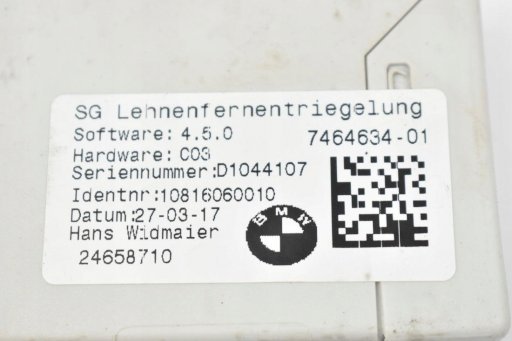 SG Lehnenfernentriegelung
Software: 4.5.0 7464634-01
Hardware: C03
Seriennummer:D1044107
Identnr:10816060010
Datum:27-03-17
Hans Widmaier
24658710
BMW